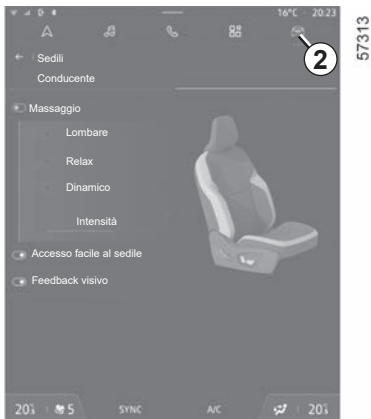 16°C 20:23
← Sedili
2
Conducente
Massaggio
Lombare
Relax
Dinamico
Intensità
Accesso facile al sedile
Feedback visivo
5 SYNC A/C
57313